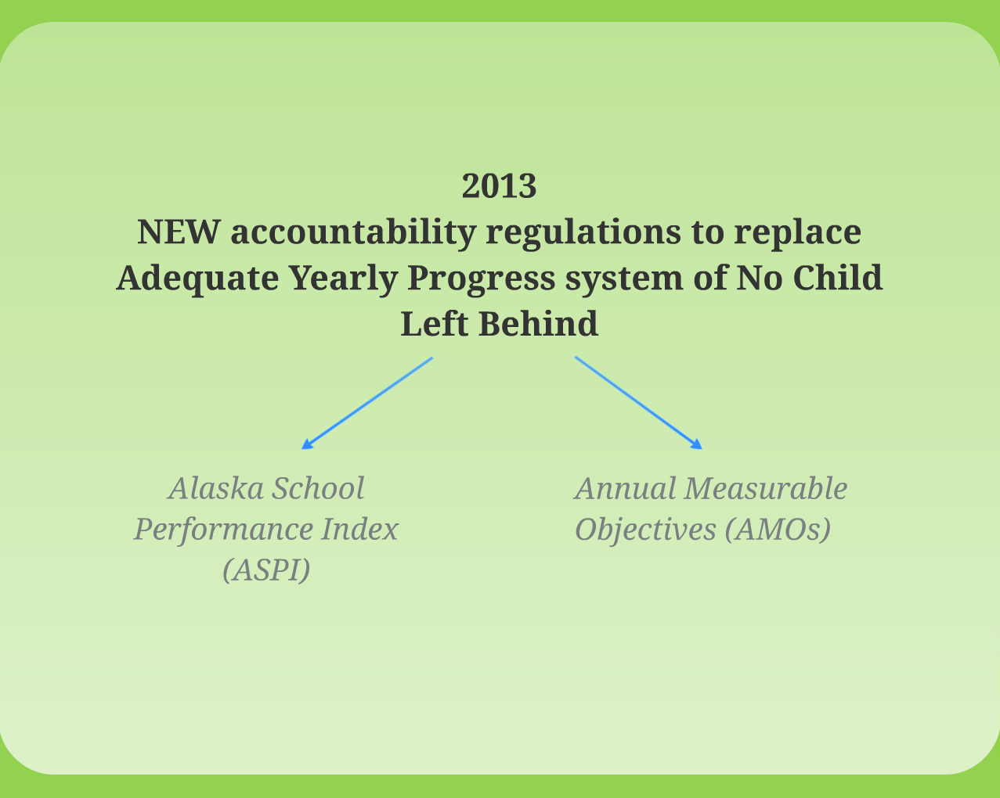 2013
NEW accountability regulations to replace
Adequate Yearly Progress system of No Child
Left Behind
Alaska School
Performance Index
(ASPI)
Annual Measurable
Objectives (AMOs)